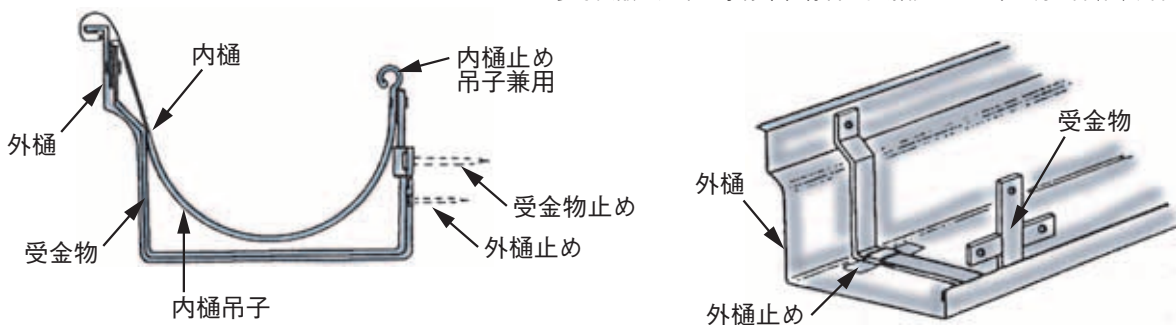 内樋
内樋止め
吊子兼用
外樋
受金物
内樋吊子
受金物止め
外樋止め
受金物
外樋
外樋止め